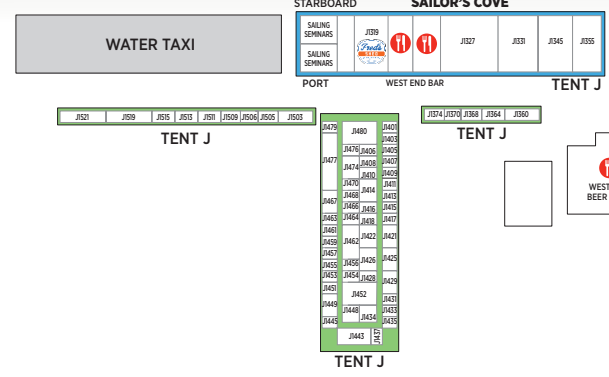 STARBOARD SAILOR'S COVE
SAILING SEMINARS
J1319
Fred's
SHED
SAILING SEMINARS
J1327 J1331 J1345 J1355
WATER TAXI
PORT WEST END BAR TENT J
J1521 J1519 J1515 J1513 J1511 J1509 J1506 J1505 J1503
TENT J
J1374 J1370 J1368 J1364 J1360
TENT J
WEST
BEER
J1479 J1480 J1401
J1403
J1476 J1406 J1405
J1477 J1474 J1408 J1407
J1410 J1409
J1470 J1414 J1411
J1468 J1413
J1467 J1466 J1416 J1415
J1463 J1464 J1418 J1417
J1461 J1462 J1422 J1421
J1459
J1457 J1456 J1426 J1425
J1455
J1453 J1454 J1428 J1429
J1451 J1452
J1449 J1431
J1448 J1433
J1445 J1434 J1435
J1443 J1437
TENT J